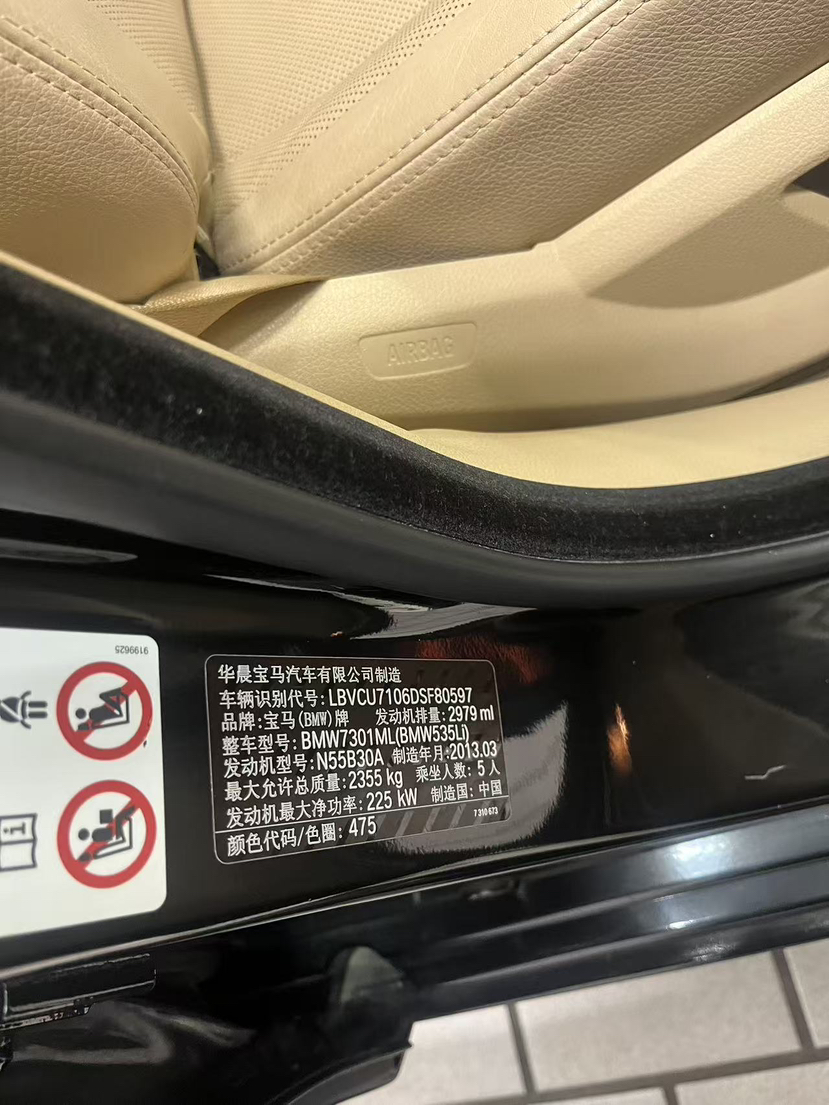 AIRBAG
9199625
华晨宝马汽车有限公司制造
车辆识别代号: LBVCU7106DSF80597
品牌: 宝马(BMW)牌 发动机排量: 2979 ml
整车型号: BMW7301ML(BMW535Li)
发动机型号: N55B30A 制造年月: 2013.03
最大允许总质量: 2355 kg 乘坐人数: 5 人
发动机最大净功率: 225 kW 制造国: 中国
颜色代码/色圈: 475
7 310 673